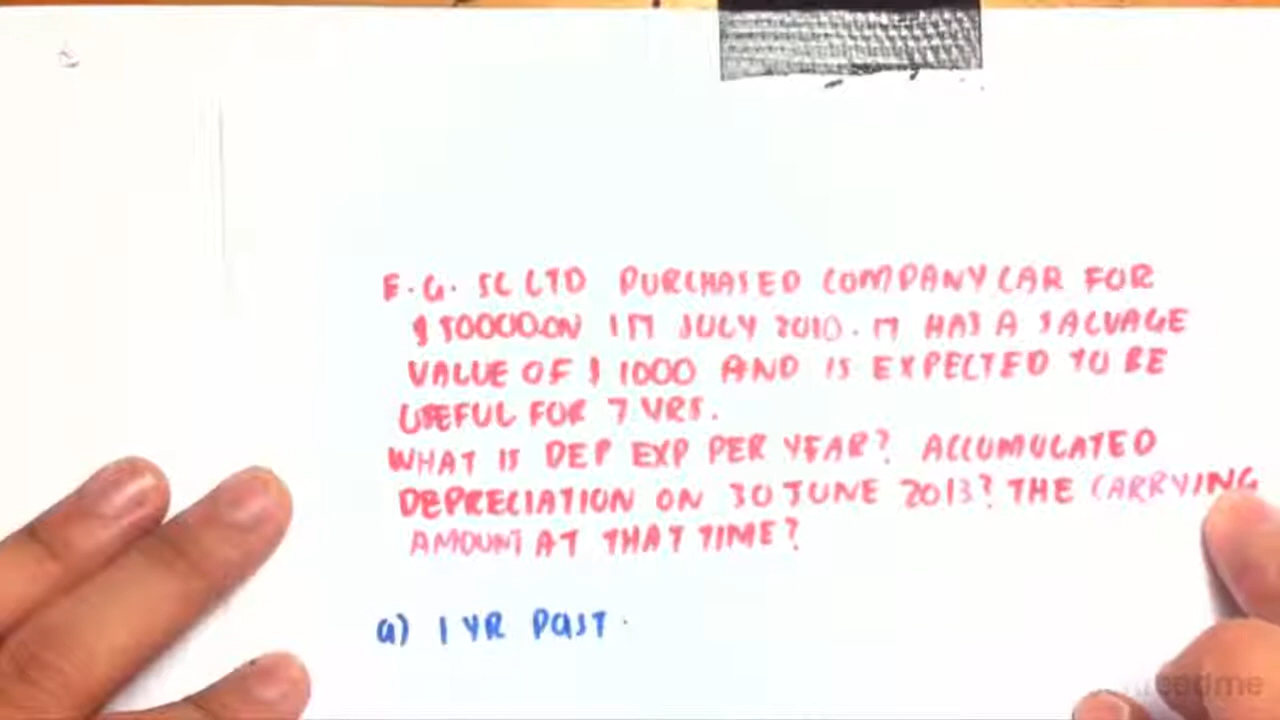 E.G. SC LTD PURCHASED COMPANY CAR FOR
$50000 ON 1ST JULY 2010. IT HAS A SALVAGE
VALUE OF $1000 AND IS EXPECTED TO BE
USEFUL FOR 7 YRS.
WHAT IS DEP EXP PER YEAR? ACCUMULATED
DEPRECIATION ON 30 JUNE 2013? THE CARRYING
AMOUNT AT THAT TIME?
a) 1 YR PAST.